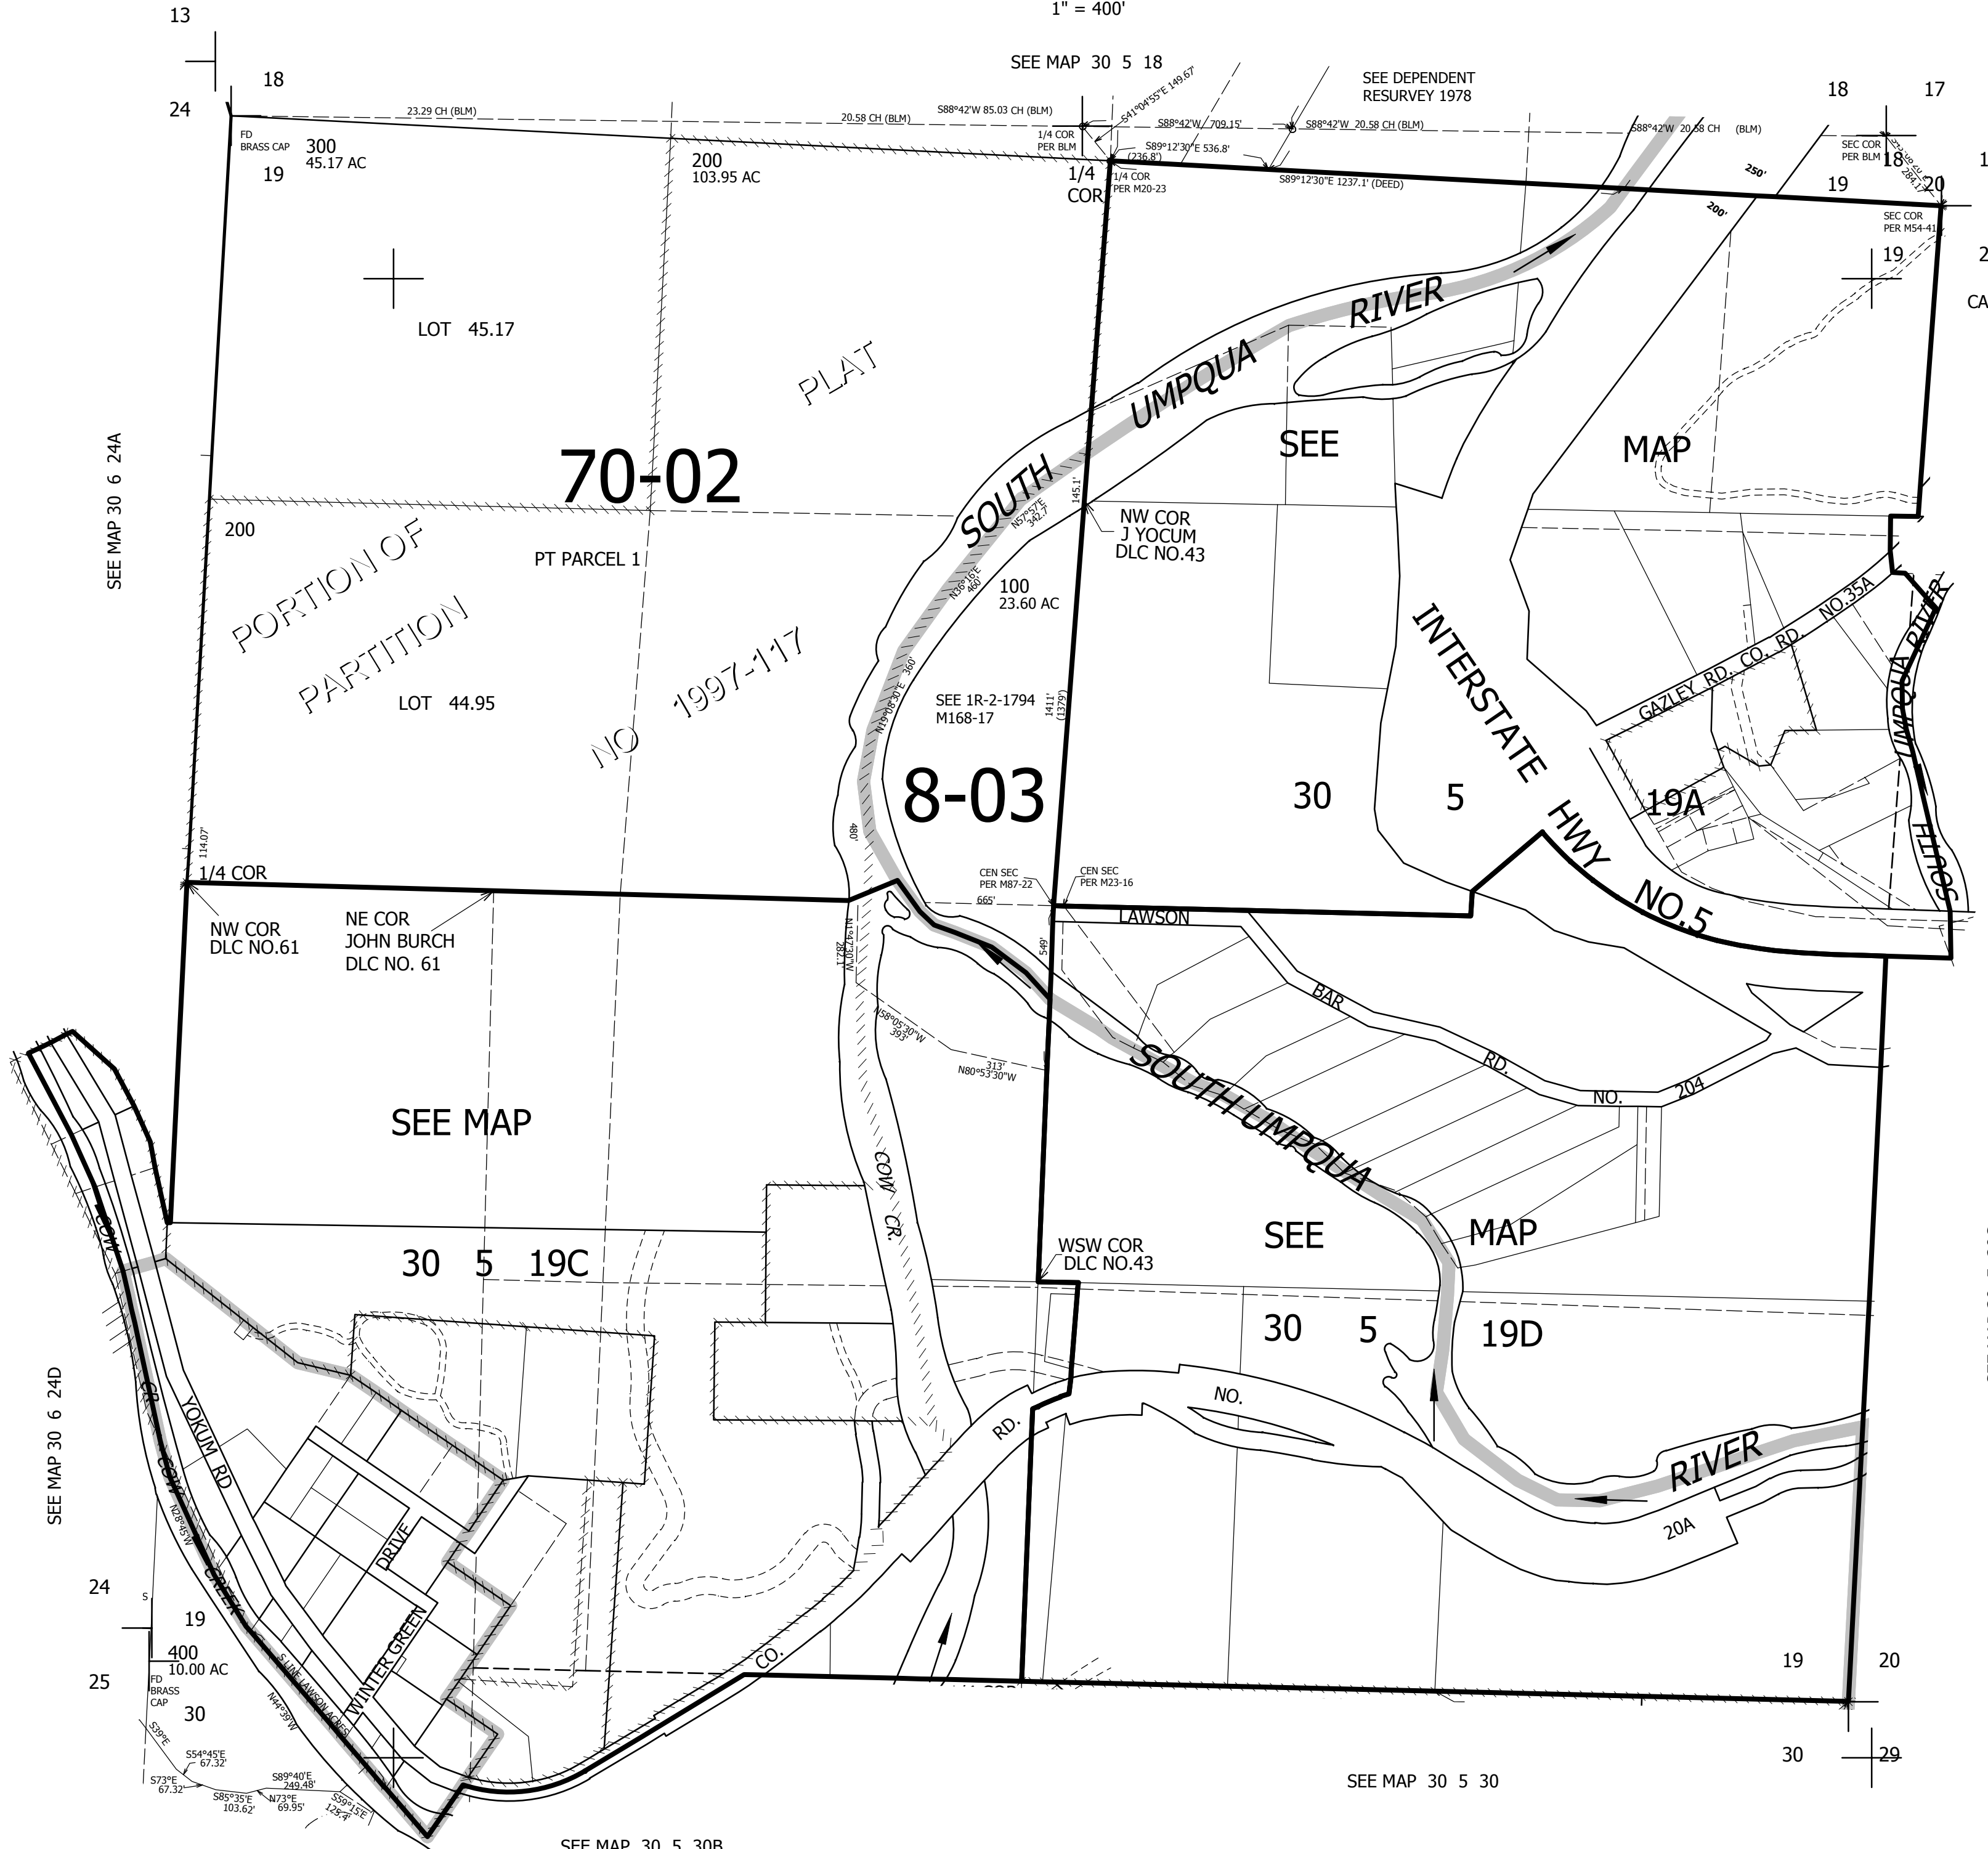 1" = 400'
13
18
24
19
SEE MAP 30 5 18
SEE DEPENDENT
RESURVEY 1978
18
17
FD
BRASS CAP
300
45.17 AC
23.29 CH (BLM)
20.58 CH (BLM)
S88°42'W 85.03 CH (BLM)
S41°04'55"E 149.67'
1/4 COR
PER BLM
S88°42'W 709.15'
S88°42'W 20.58 CH (BLM)
S88°42'W 20.58 CH (BLM)
S89°12'30"E 536.8'
(236.8')
S89°12'30"E 1237.1' (DEED)
1/4
COR
1/4 COR
PER M20-23
200
103.95 AC
250'
200'
SEC COR
PER BLM
18
19
20
284.17'
SEC COR
PER M54-41
19
CA
LOT 45.17
PLAT
70-02
SEE MAP 30 6 24A
200
PORTION OF
PARTITION
NO 1997-117
PT PARCEL 1
LOT 44.95
SOUTH
UMPQUA
RIVER
SEE
MAP
145.1'
N57°57'E
342.7'
N36°16'E
460'
N19°08'30"E 360'
480'
NW COR
J YOCUM
DLC NO.43
100
23.60 AC
SEE 1R-2-1794
M168-17
1411'
(1379')
8-03
30 5 19A
INTERSTATE HWY NO.5
GAZLEY RD. CO. RD. NO.35A
SOUTH UMPQUA RIVER
114.07'
1/4 COR
NW COR
DLC NO.61
NE COR
JOHN BURCH
DLC NO. 61
CEN SEC
PER M87-22
CEN SEC
PER M23-16
665'
549'
N1°47'30"W
282.1'
N58°05'30"W
393'
313'
N80°53'30"W
LAWSON
BAR
RD.
NO.
204
SOUTH UMPQUA
SEE MAP
30 5 19C
COW
CR.
WSW COR
DLC NO.43
SEE
MAP
30 5 19D
SEE MAP 30 6 24D
COW
CR.
COW
CREEK
YOKUM RD
N28°45'W
DRIVE
WINTER GREEN
S LINE LAWSON ACRES
N44°39'W
CO.
RD.
NO.
20A
RIVER
24
S
19
400
10.00 AC
25
FD
BRASS
CAP
30
S39°E
S54°45'E
67.32'
S73°E
67.32'
S85°35'E
103.62'
S89°40'E
249.48'
N73°E
69.95'
S59°15'E
125.4'
19
20
30
29
SEE MAP 30 5 30
SEE MAP 30 5 30B